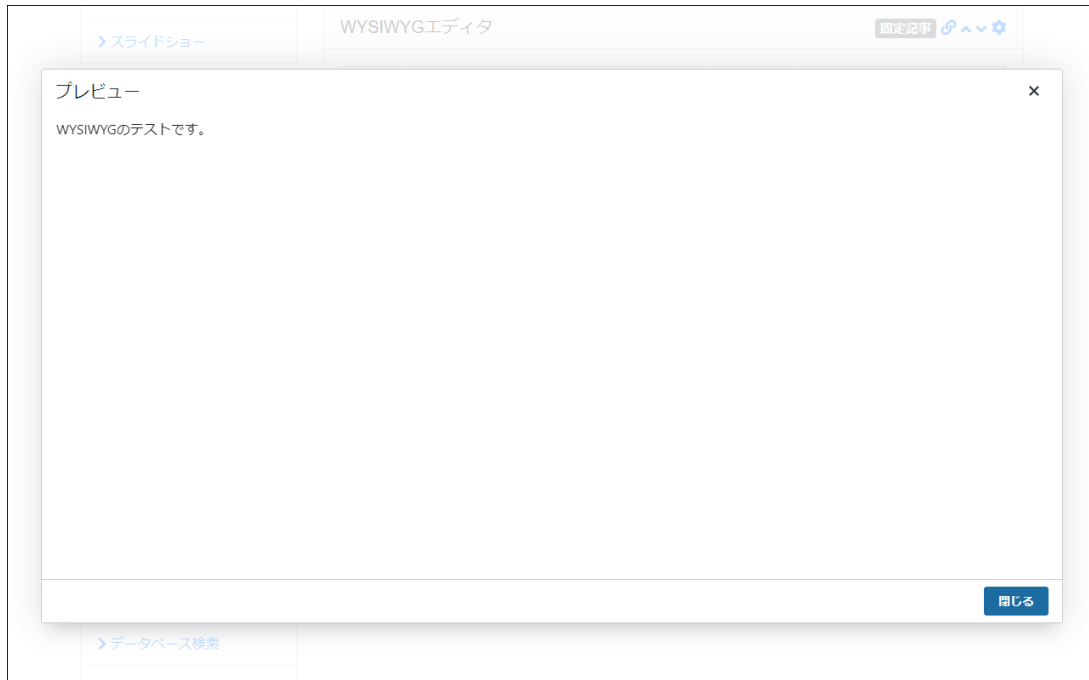 WYSIWYGエディタ
固定記事
スライドショー
プレビュー
WYSIWYGのテストです。
閉じる
データベース検索